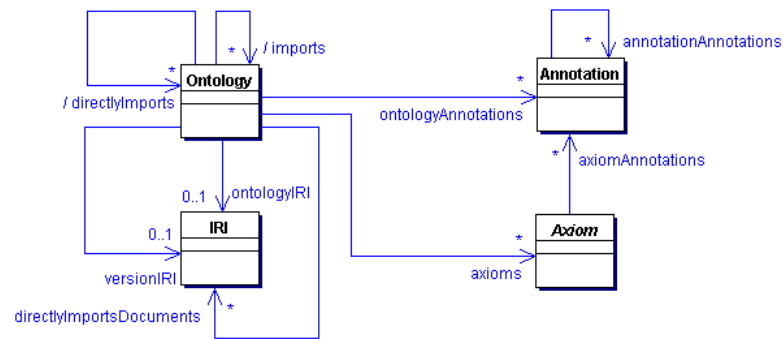 * / imports
* annotationAnnotations
Ontology
Annotation
*
/ directlyImports
*
ontologyAnnotations
* axiomAnnotations
0..1 ontologyIRI
IRI
Axiom
0..1
*
versionIRI
axioms
directlyImportsDocuments *